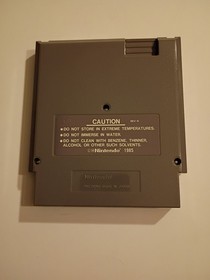 CAUTION
•DO NOT STORE IN EXTREME TEMPERATURES.
•DO NOT IMMERSE IN WATER.
•DO NOT CLEAN WITH BENZENE, THINNER,
ALCOHOL OR OTHER SUCH SOLVENTS.
©Nintendo 1985
Nintendo